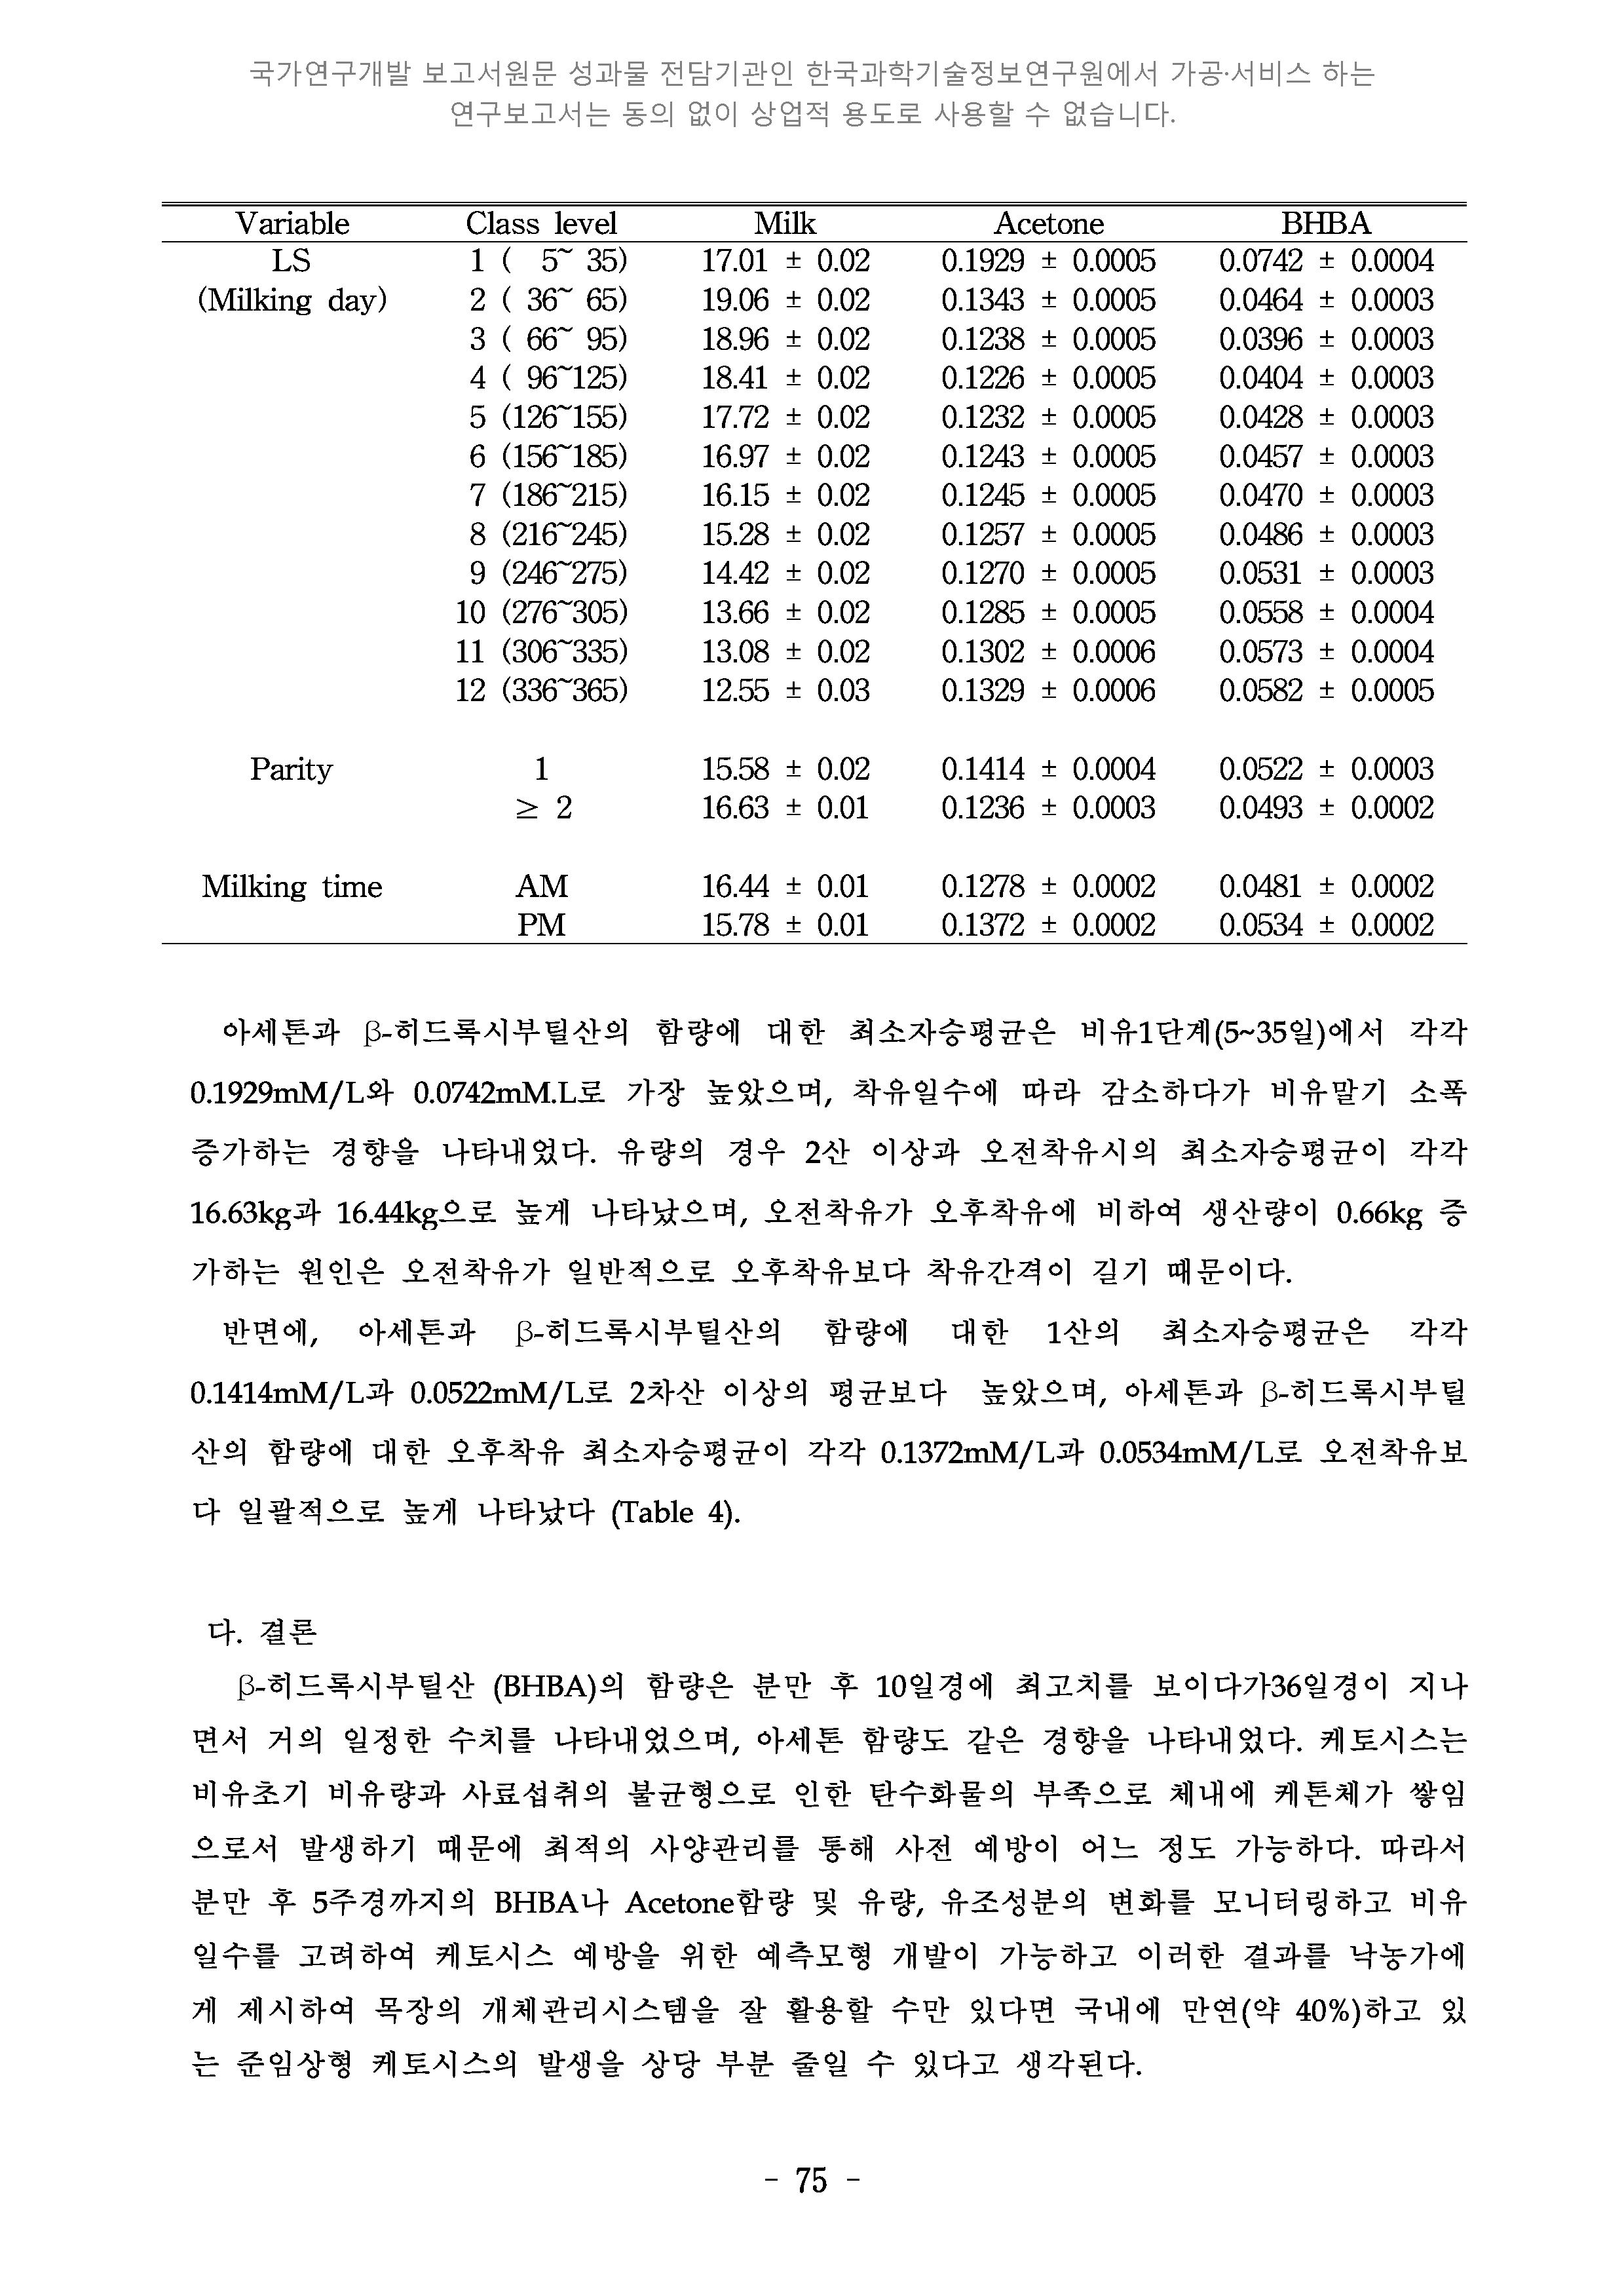 국가연구개발 보고서원문 성과물 전담기관인 한국과학기술정보연구원에서 가공·서비스 하는
연구보고서는 동의 없이 상업적 용도로 사용할 수 없습니다.
Variable Class level Milk Acetone BHBA
LS 1 ( 5~ 35) 17.01 ± 0.02 0.1929 ± 0.0005 0.0742 ± 0.0004
(Milking day) 2 ( 36~ 65) 19.06 ± 0.02 0.1343 ± 0.0005 0.0464 ± 0.0003
3 ( 66~ 95) 18.96 ± 0.02 0.1238 ± 0.0005 0.0396 ± 0.0003
4 ( 96~125) 18.41 ± 0.02 0.1226 ± 0.0005 0.0404 ± 0.0003
5 (126~155) 17.72 ± 0.02 0.1232 ± 0.0005 0.0428 ± 0.0003
6 (156~185) 16.97 ± 0.02 0.1243 ± 0.0005 0.0457 ± 0.0003
7 (186~215) 16.15 ± 0.02 0.1245 ± 0.0005 0.0470 ± 0.0003
8 (216~245) 15.28 ± 0.02 0.1257 ± 0.0005 0.0486 ± 0.0003
9 (246~275) 14.42 ± 0.02 0.1270 ± 0.0005 0.0531 ± 0.0003
10 (276~305) 13.66 ± 0.02 0.1285 ± 0.0005 0.0558 ± 0.0004
11 (306~335) 13.08 ± 0.02 0.1302 ± 0.0006 0.0573 ± 0.0004
12 (336~365) 12.55 ± 0.03 0.1329 ± 0.0006 0.0582 ± 0.0005
Parity 1 15.58 ± 0.02 0.1414 ± 0.0004 0.0522 ± 0.0003
≥ 2 16.63 ± 0.01 0.1236 ± 0.0003 0.0493 ± 0.0002
Milking time AM 16.44 ± 0.01 0.1278 ± 0.0002 0.0481 ± 0.0002
PM 15.78 ± 0.01 0.1372 ± 0.0002 0.0534 ± 0.0002
아세톤과 β-히드록시부틸산의 함량에 대한 최소자승평균은 비유1단계(5~35일)에서 각각
0.1929mM/L와 0.0742mM.L로 가장 높았으며, 착유일수에 따라 감소하다가 비유말기 소폭
증가하는 경향을 나타내었다. 유량의 경우 2산 이상과 오전착유시의 최소자승평균이 각각
16.63kg과 16.44kg으로 높게 나타났으며, 오전착유가 오후착유에 비하여 생산량이 0.66kg 증
가하는 원인은 오전착유가 일반적으로 오후착유보다 착유간격이 길기 때문이다.
반면에, 아세톤과 β-히드록시부틸산의 함량에 대한 1산의 최소자승평균은 각각
0.1414mM/L과 0.0522mM/L로 2차산 이상의 평균보다 높았으며, 아세톤과 β-히드록시부틸
산의 함량에 대한 오후착유 최소자승평균이 각각 0.1372mM/L과 0.0534mM/L로 오전착유보
다 일괄적으로 높게 나타났다 (Table 4).
다. 결론
β-히드록시부틸산 (BHBA)의 함량은 분만 후 10일경에 최고치를 보이다가36일경이 지나
면서 거의 일정한 수치를 나타내었으며, 아세톤 함량도 같은 경향을 나타내었다. 케토시스는
비유초기 비유량과 사료섭취의 불균형으로 인한 탄수화물의 부족으로 체내에 케톤체가 쌓임
으로서 발생하기 때문에 최적의 사양관리를 통해 사전 예방이 어느 정도 가능하다. 따라서
분만 후 5주경까지의 BHBA나 Acetone함량 및 유량, 유조성분의 변화를 모니터링하고 비유
일수를 고려하여 케토시스 예방을 위한 예측모형 개발이 가능하고 이러한 결과를 낙농가에
게 제시하여 목장의 개체관리시스템을 잘 활용할 수만 있다면 국내에 만연(약 40%)하고 있
는 준임상형 케토시스의 발생을 상당 부분 줄일 수 있다고 생각된다.
- 75 -